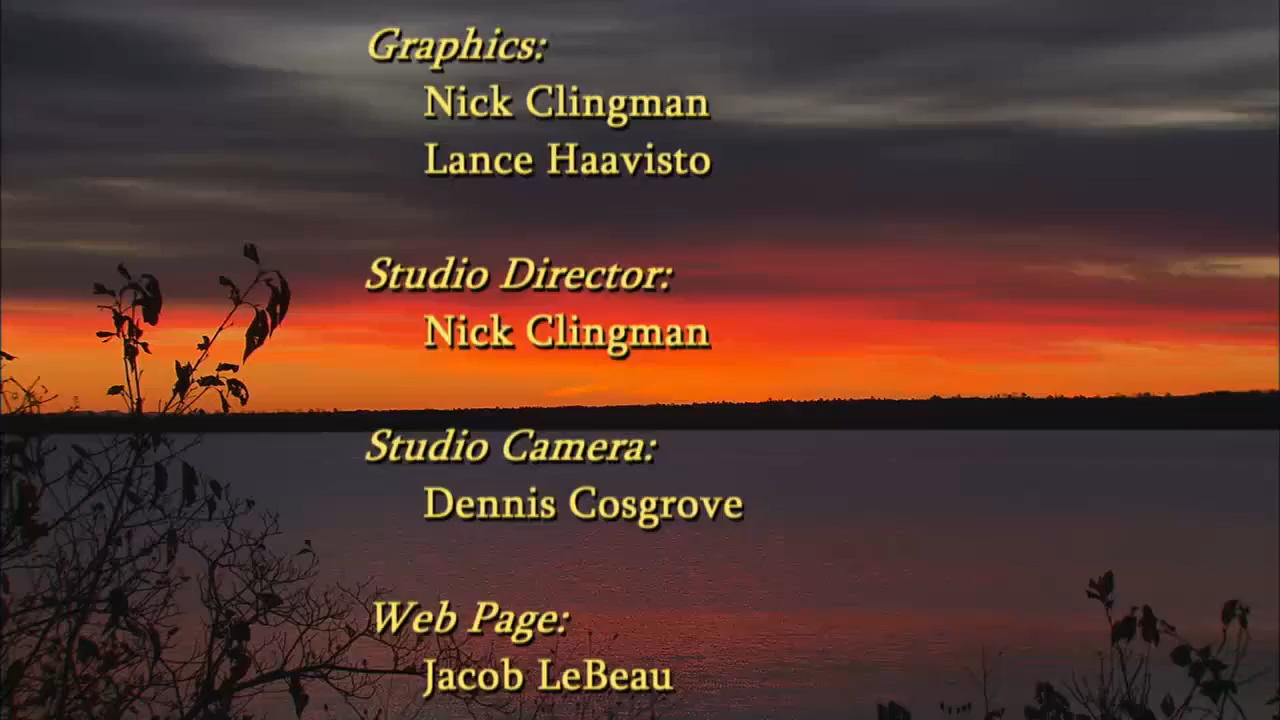 Graphics:
Nick Clingman
Lance Haavisto
Studio Director:
Nick Clingman
Studio Camera:
Dennis Cosgrove
Web Page:
Jacob LeBeau